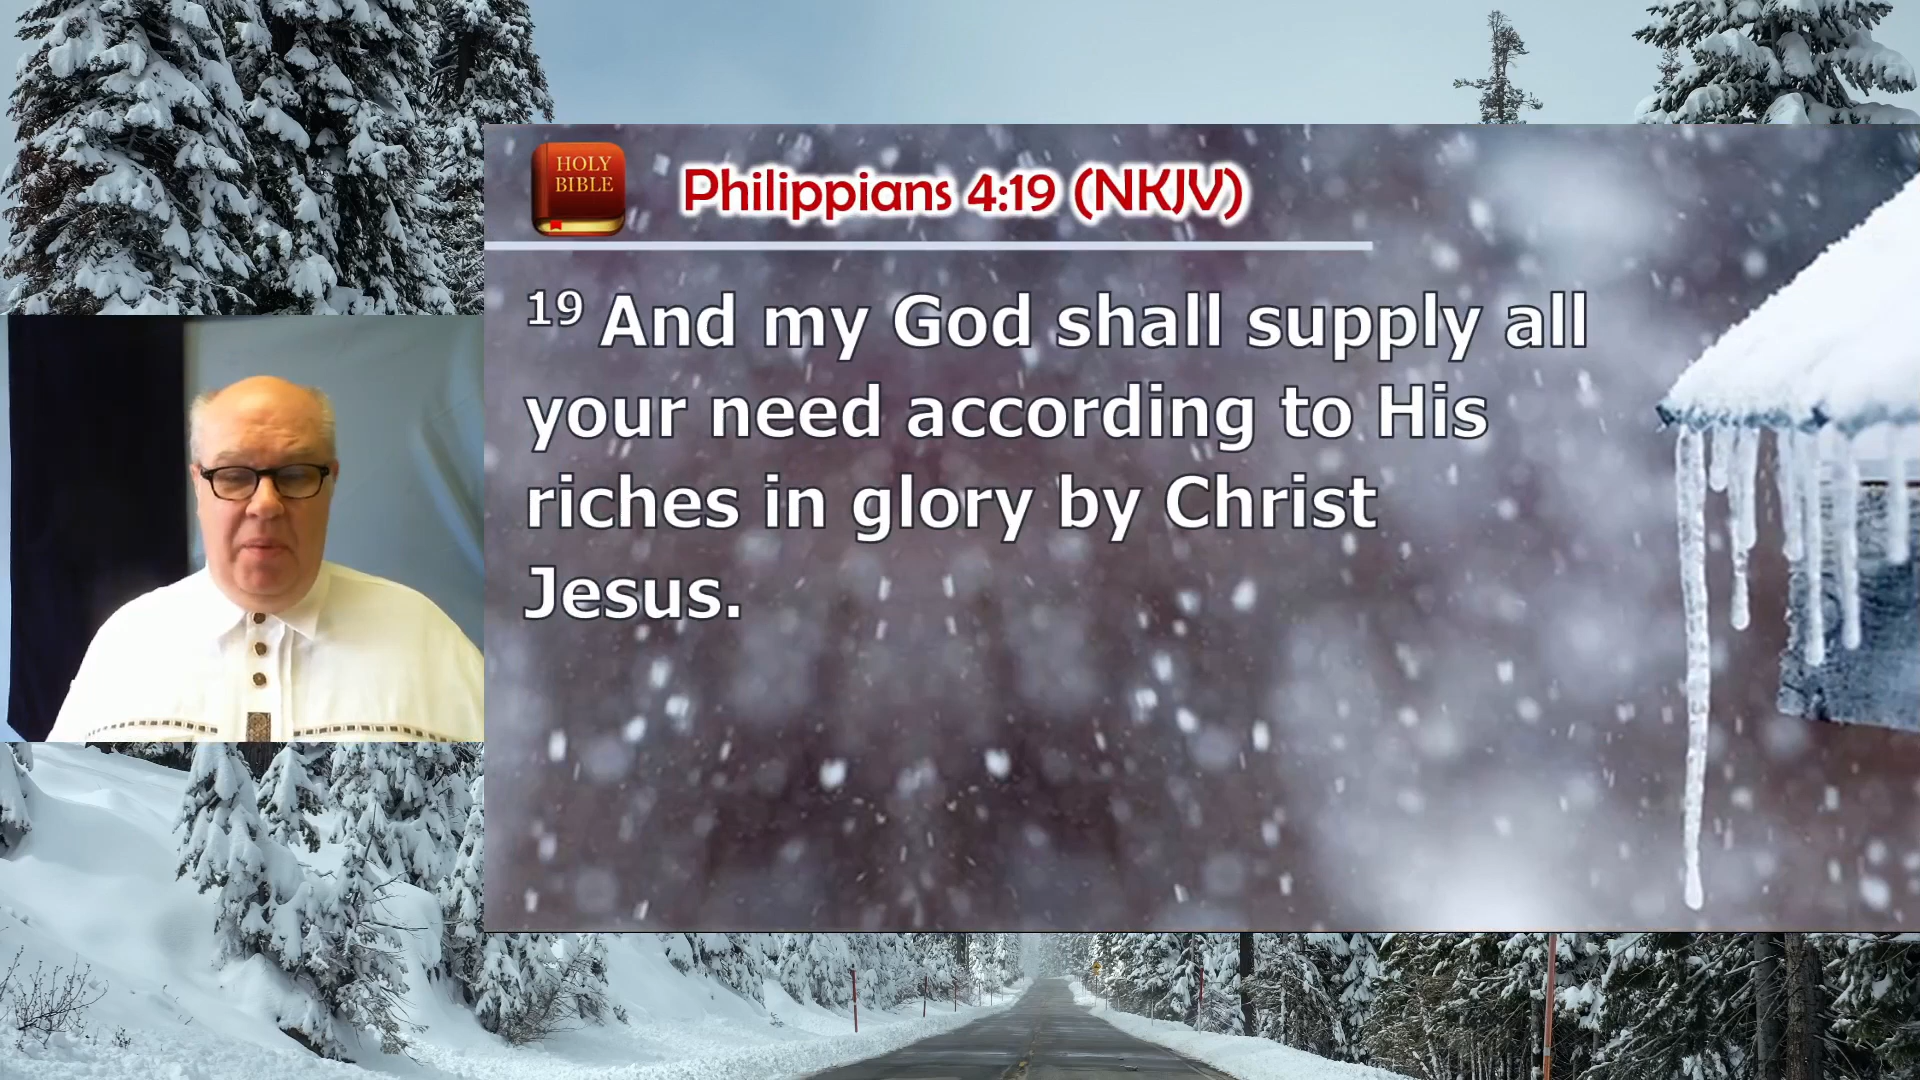 HOLY
BIBLE
Philippians 4:19 (NKJV)
19 And my God shall supply all
your need according to His
riches in glory by Christ
Jesus.